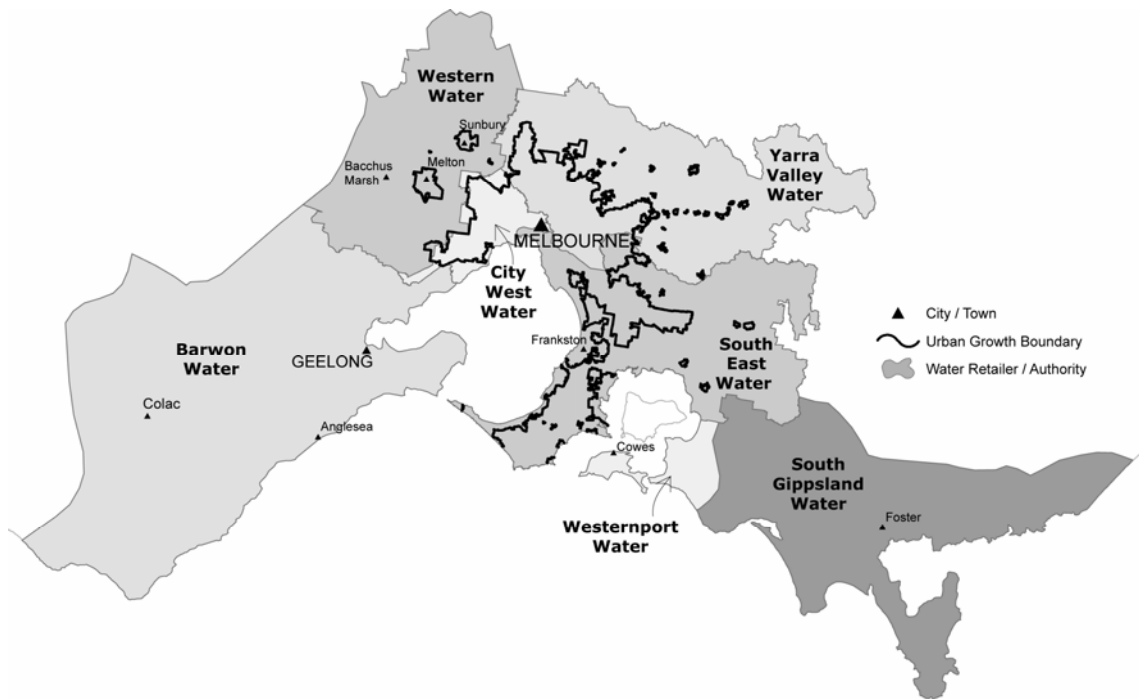 Western
Water
Sunbury
Bacchus
Marsh
Melton
Yarra
Valley
Water
MELBOURNE
City
West
Water
Barwon
Water
GEELONG
Frankston
South
East
Water
City / Town
Urban Growth Boundary
Water Retailer / Authority
Colac
Anglesea
Cowes
South
Gippsland
Water
Westernport
Water
Foster